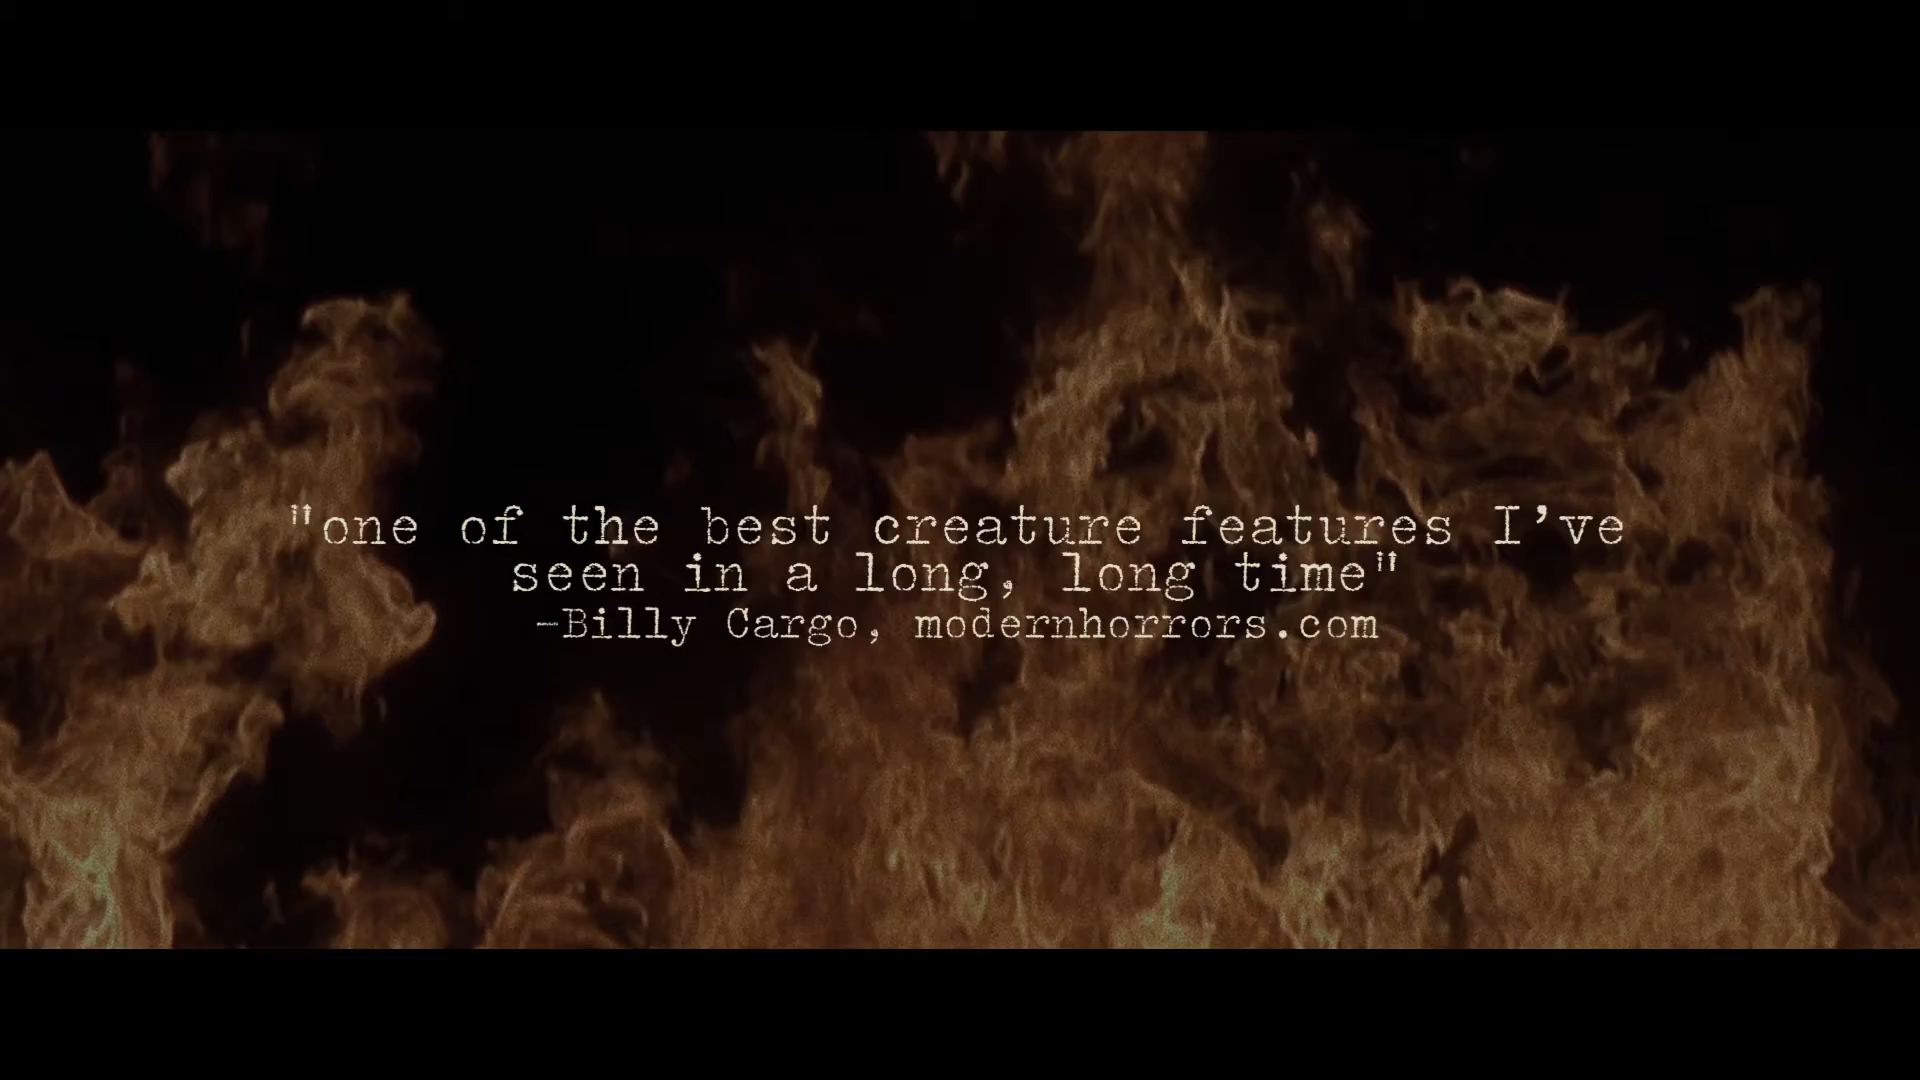 "one of the best creature features I've
seen in a long, long time"
-Billy Cargo, modernhorrors.com